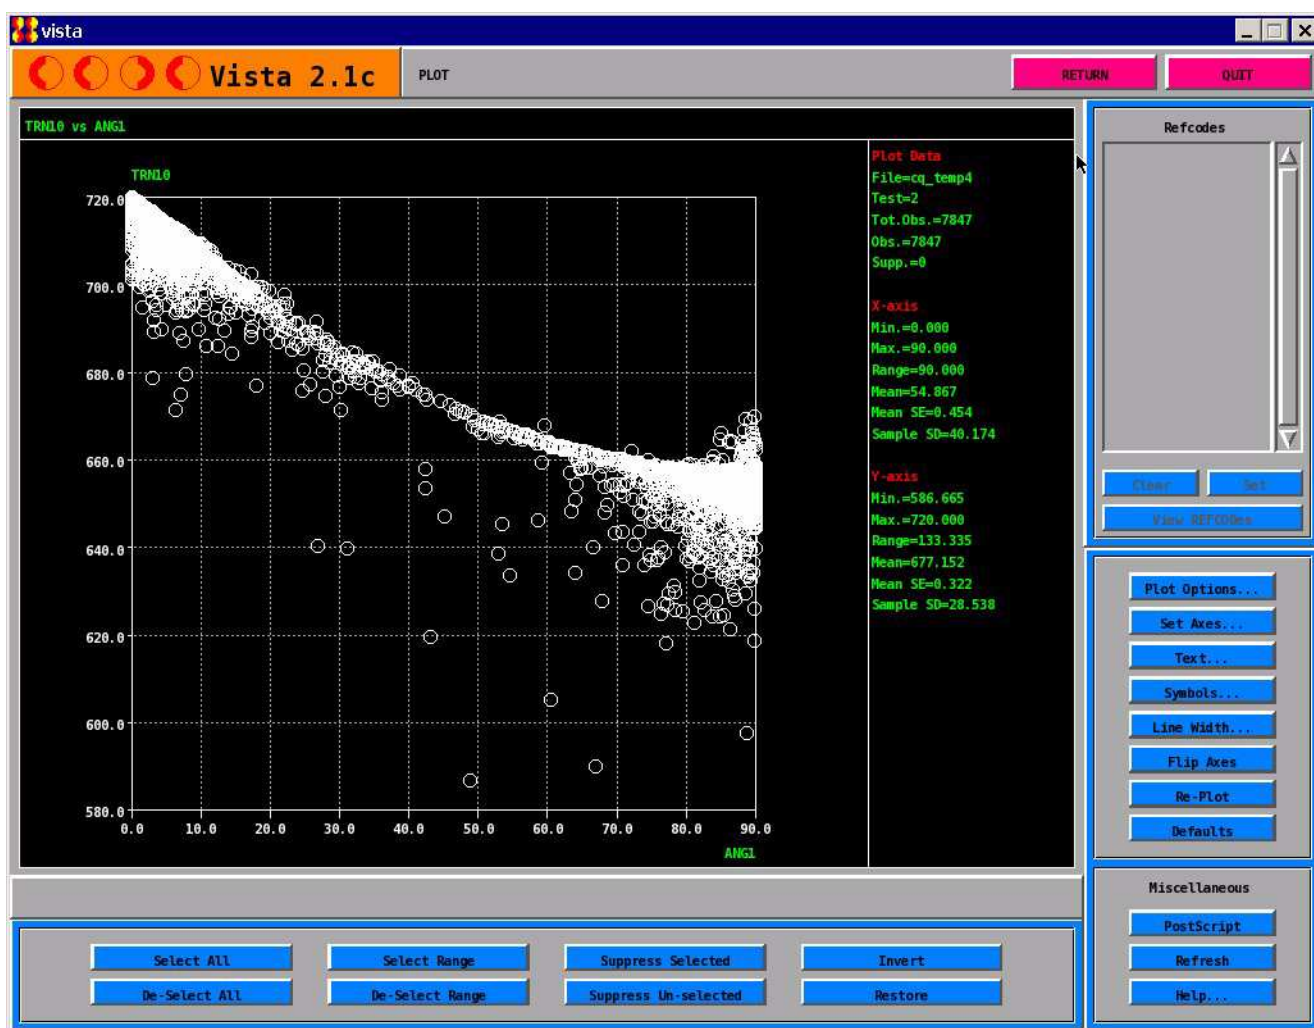 vista
Vista 2.1c
PLOT
RETURN
QUIT
TRN10 vs ANG1
TRN10
720.0
700.0
680.0
660.0
640.0
620.0
600.0
580.0
0.0 10.0 20.0 30.0 40.0 50.0 60.0 70.0 80.0 90.0
ANG1
Plot Data
File=cq_temp4
Test=2
Tot.Obs.=7847
Obs.=7847
Supp.=0
X-axis
Min.=0.000
Max.=90.000
Range=90.000
Mean=54.867
Mean SE=0.454
Sample SD=40.174
Y-axis
Min.=586.665
Max.=720.000
Range=133.335
Mean=677.152
Mean SE=0.322
Sample SD=28.538
Refcodes
Clear Set
View REFCODes
Plot Options...
Set Axes...
Text...
Symbols...
Line Width...
Flip Axes
Re-Plot
Defaults
Miscellaneous
PostScript
Refresh
Help...
Select All Select Range Suppress Selected Invert
De-Select All De-Select Range Suppress Un-selected Restore